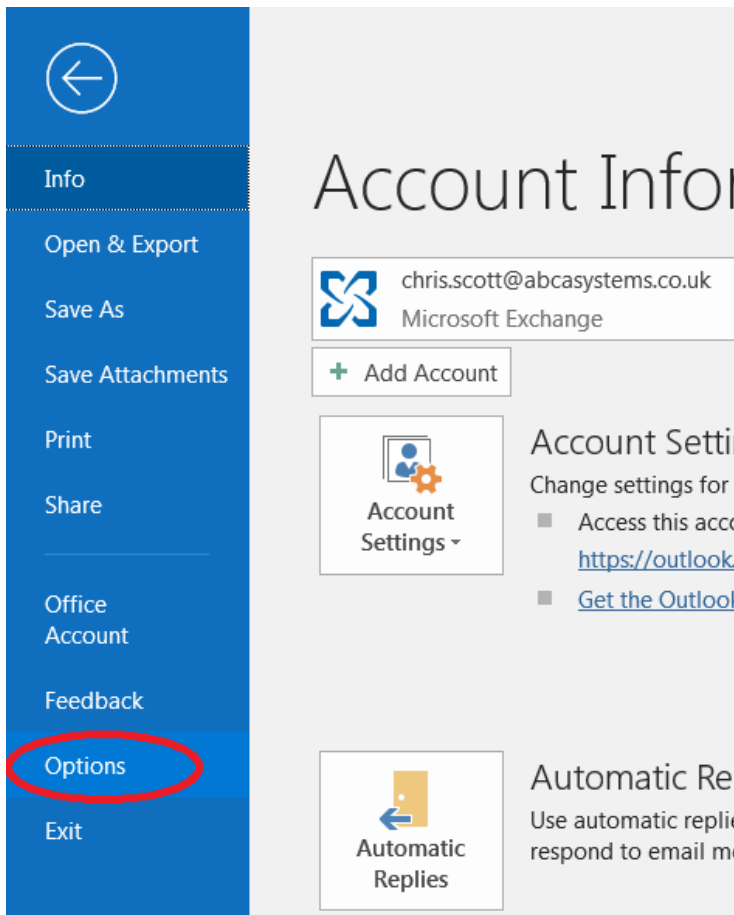 Info
Open & Export
Save As
Save Attachments
Print
Share
Office
Account
Feedback
Options
Exit
Account Infor
chris.scott@abcasystems.co.uk
Microsoft Exchange
+ Add Account
Account
Settings
Account Setti
Change settings for
Access this acco
https://outlook.
Get the Outlook
Automatic
Replies
Automatic Re
Use automatic replie
respond to email m